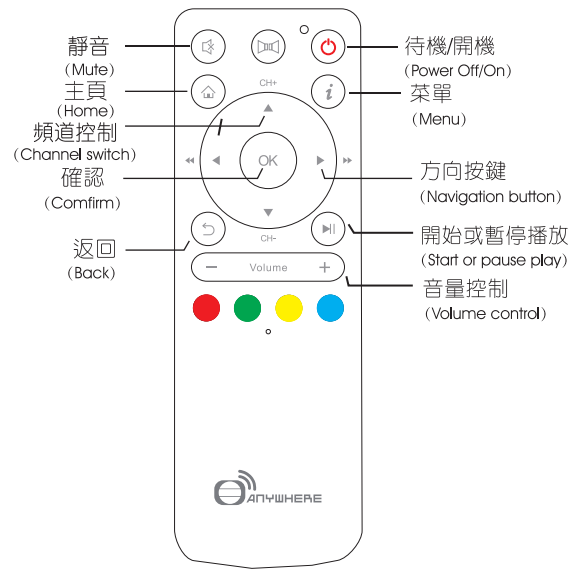 靜音
(Mute)
主頁
(Home)
頻道控制
(Channel switch)
確認
(Comfirm)
返回
(Back)
待機/開機
(Power Off/On)
菜單
(Menu)
方向按鍵
(Navigation button)
開始或暫停播放
(Start or pause play)
音量控制
(Volume control)
i
CH+
OK
CH-
− Volume +
ANYWHERE